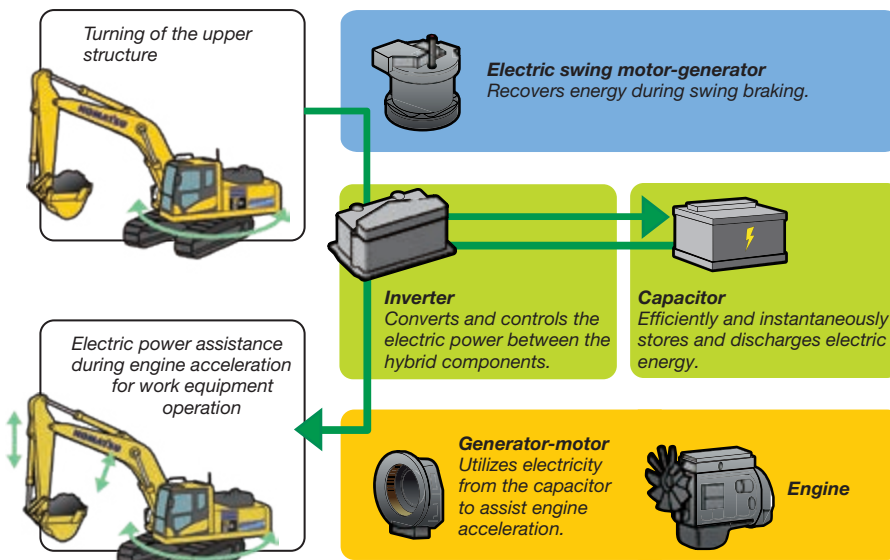 Turning of the upper
structure
KOMATSU
Electric swing motor-generator
Recovers energy during swing braking.
Inverter
Converts and controls the
electric power between the
hybrid components.
Capacitor
Efficiently and instantaneously
stores and discharges electric
energy.
Electric power assistance
during engine acceleration
for work equipment
operation
KOMATSU
Generator-motor
Utilizes electricity
from the capacitor
to assist engine
acceleration.
Engine